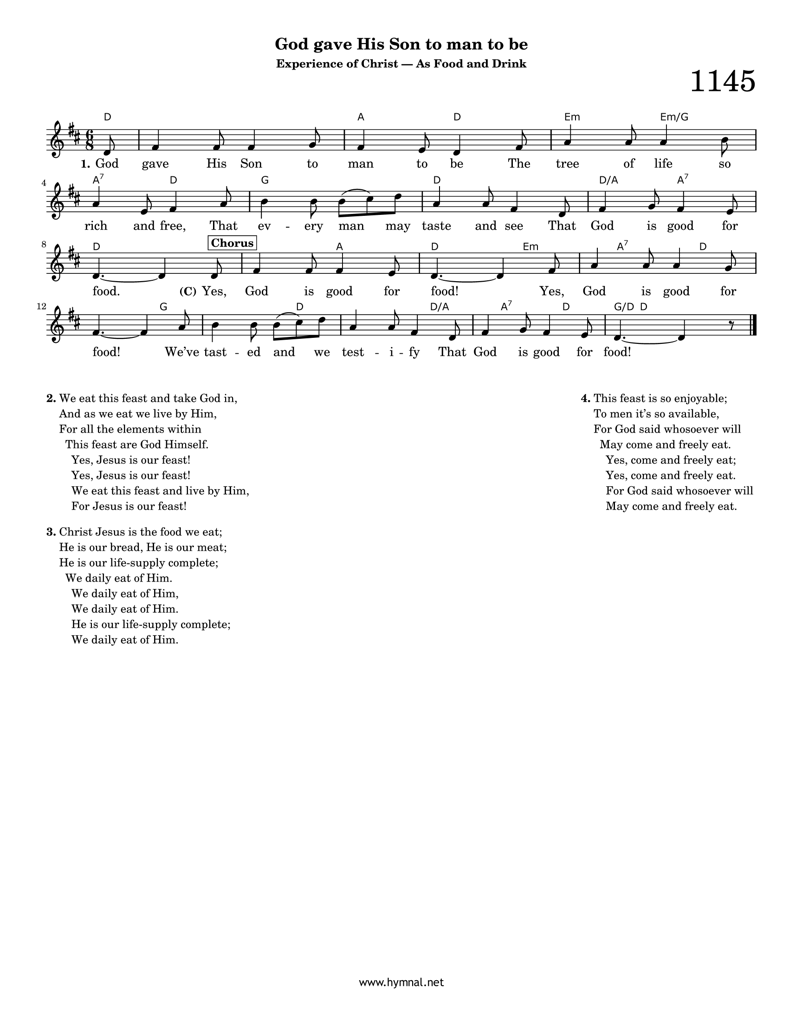 God gave His Son to man to be
Experience of Christ — As Food and Drink
1145
D A D Em Em/G
6
8
1. God gave His Son to man to be The tree of life so
4 A7 D G D D/A A7
rich and free, That ev - ery man may taste and see That God is good for
8 D Chorus A D Em A7 D
food. (C) Yes, God is good for food! Yes, God is good for
12 G D D/A A7 D G/D D
food! We've tast - ed and we test - i - fy That God is good for food!
2. We eat this feast and take God in,
And as we eat we live by Him,
For all the elements within
This feast are God Himself.
Yes, Jesus is our feast!
Yes, Jesus is our feast!
We eat this feast and live by Him,
For Jesus is our feast!
3. Christ Jesus is the food we eat;
He is our bread, He is our meat;
He is our life-supply complete;
We daily eat of Him.
We daily eat of Him,
We daily eat of Him.
He is our life-supply complete;
We daily eat of Him.
4. This feast is so enjoyable;
To men it's so available,
For God said whosoever will
May come and freely eat.
Yes, come and freely eat;
Yes, come and freely eat.
For God said whosoever will
May come and freely eat.
www.hymnal.net